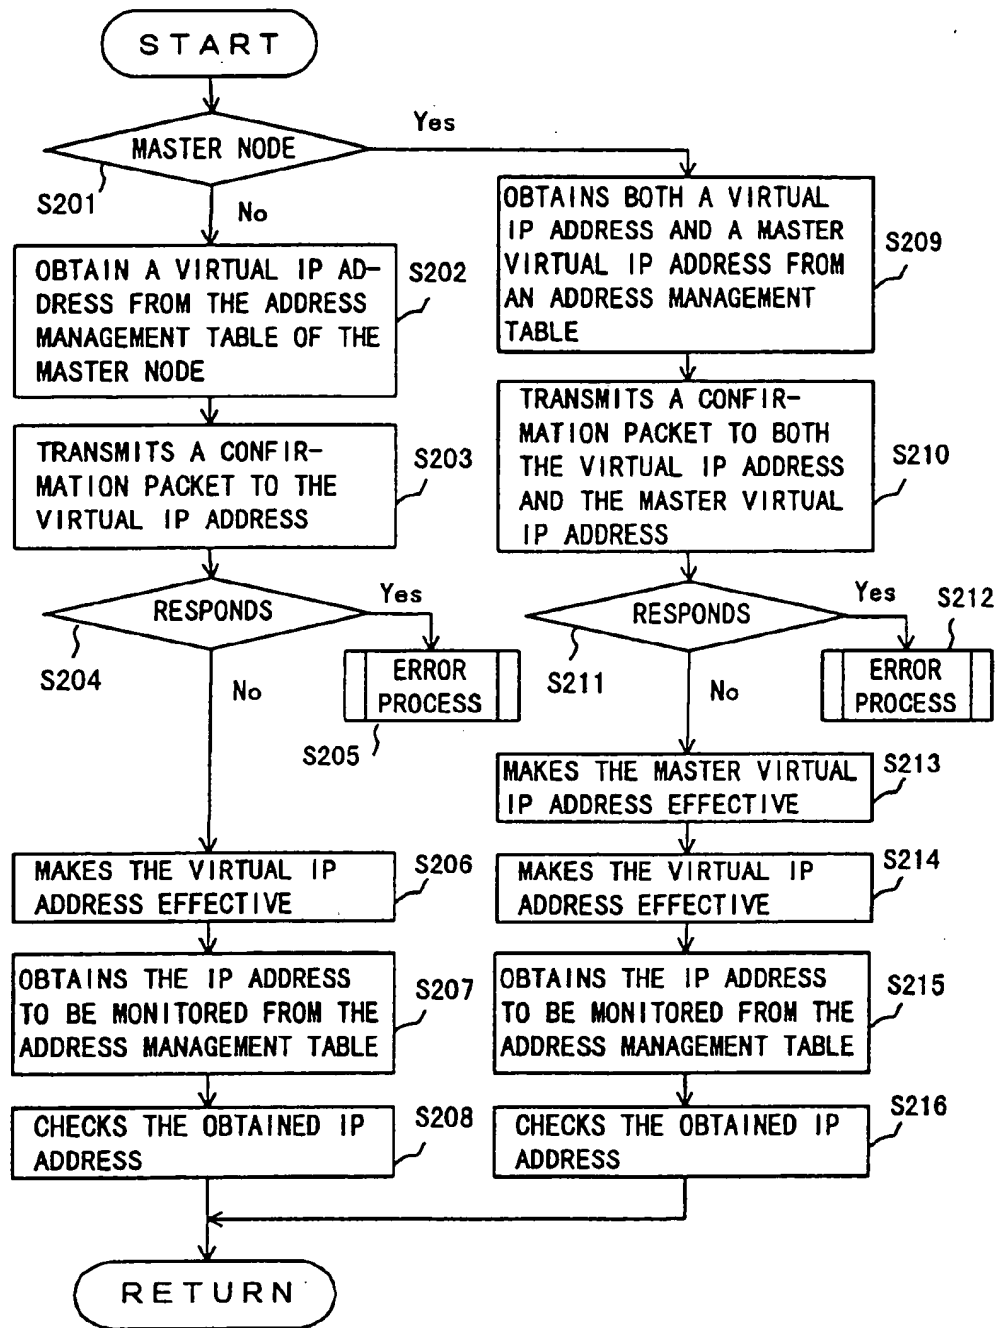 START
MASTER NODE
Yes
S201
No
OBTAIN A VIRTUAL IP AD-
DRESS FROM THE ADDRESS
MANAGEMENT TABLE OF THE
MASTER NODE
S202
TRANSMITS A CONFIR-
MATION PACKET TO THE
VIRTUAL IP ADDRESS
S203
RESPONDS
Yes
S204
No
ERROR
PROCESS
S205
MAKES THE VIRTUAL IP
ADDRESS EFFECTIVE
S206
OBTAINS THE IP ADDRESS
TO BE MONITORED FROM THE
ADDRESS MANAGEMENT TABLE
S207
CHECKS THE OBTAINED IP
ADDRESS
S208
OBTAINS BOTH A VIRTUAL
IP ADDRESS AND A MASTER
VIRTUAL IP ADDRESS FROM
AN ADDRESS MANAGEMENT
TABLE
S209
TRANSMITS A CONFIR-
MATION PACKET TO BOTH
THE VIRTUAL IP ADDRESS
AND THE MASTER VIRTUAL
IP ADDRESS
S210
RESPONDS
Yes
S211
No
S212
ERROR
PROCESS
MAKES THE MASTER VIRTUAL
IP ADDRESS EFFECTIVE
S213
MAKES THE VIRTUAL IP
ADDRESS EFFECTIVE
S214
OBTAINS THE IP ADDRESS
TO BE MONITORED FROM THE
ADDRESS MANAGEMENT TABLE
S215
CHECKS THE OBTAINED IP
ADDRESS
S216
RETURN